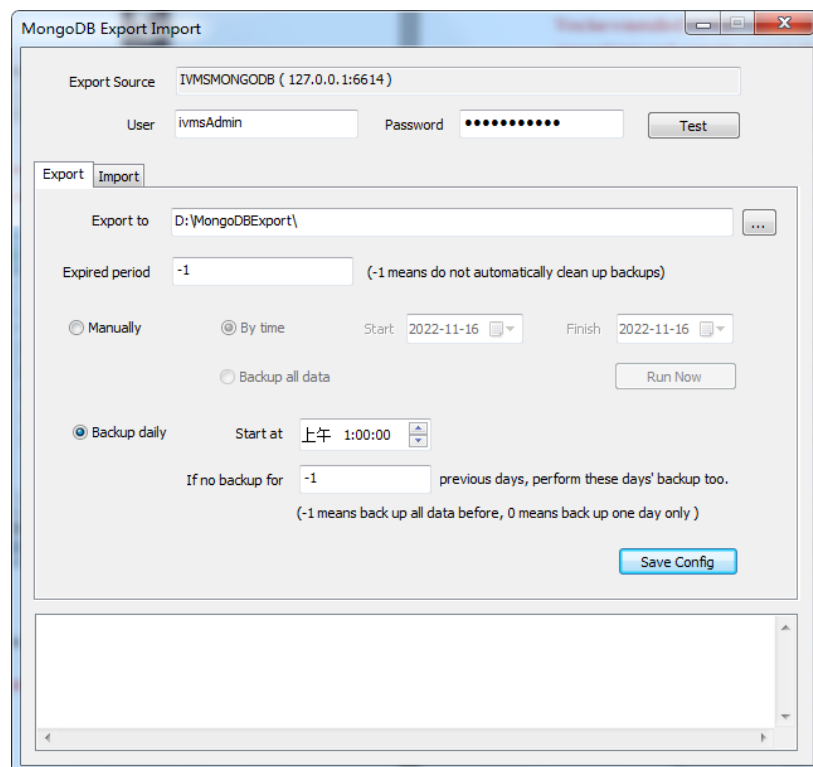 MongoDB Export Import
Export Source IVMSMONGODB ( 127.0.0.1:6614 )
User ivmsAdmin Password ●●●●●●●●●●● Test
Export Import
Export to D:\MongoDBExport\ ...
Expired period -1 (-1 means do not automatically clean up backups)
Manually By time Start 2022-11-16 Finish 2022-11-16
Backup all data Run Now
Backup daily Start at 上午 1:00:00
If no backup for -1 previous days, perform these days' backup too.
(-1 means back up all data before, 0 means back up one day only )
Save Config